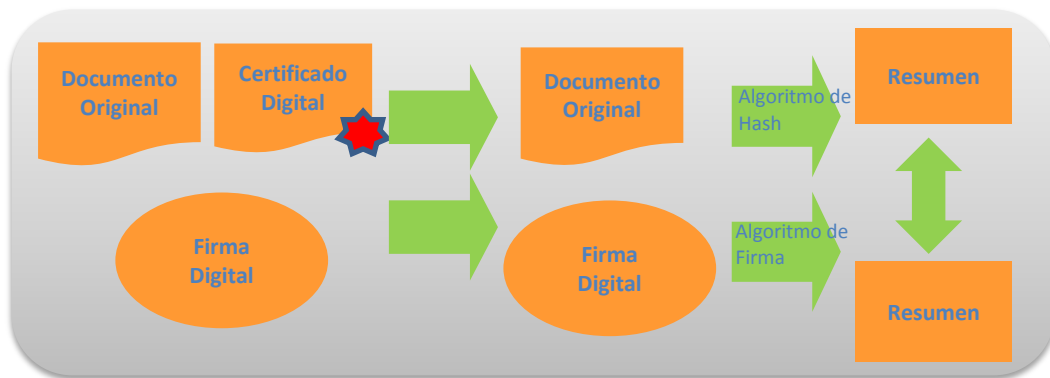 Documento
Original
Certificado
Digital
Documento
Original
Algoritmo de
Hash
Resumen
Firma
Digital
Firma
Digital
Algoritmo de
Firma
Resumen